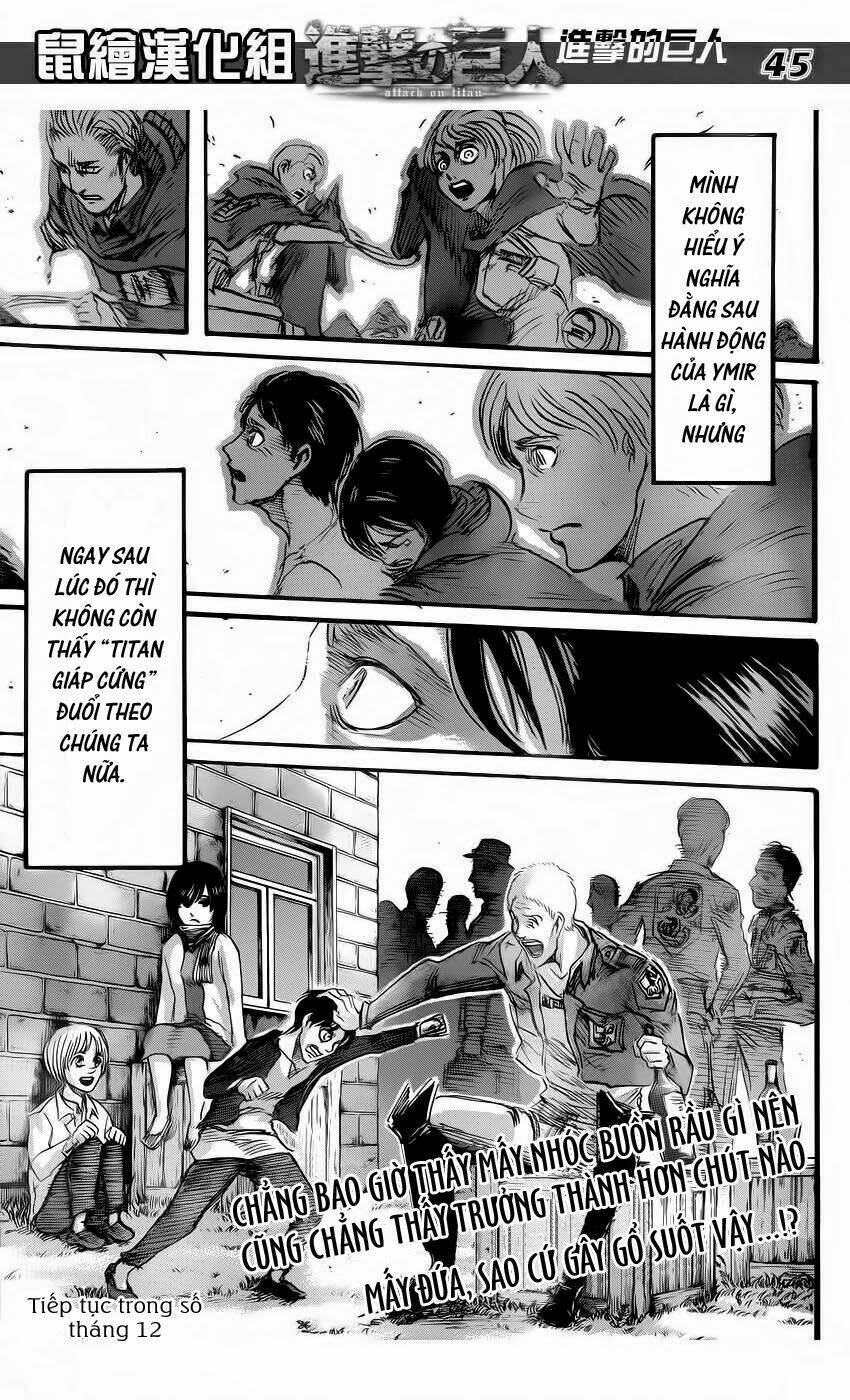 鼠繪漢化組 進撃の巨人 進擊的巨人 45
attack on titan
MÌNH
KHÔNG
HIỂU Ý
NGHĨA
ĐẰNG SAU
HÀNH ĐỘNG
CỦA YMIR
LÀ GÌ,
NHƯNG
NGAY SAU
LÚC ĐÓ THÌ
KHÔNG CÒN
THẤY “TITAN
GIÁP CỨNG”
ĐUỔI THEO
CHÚNG TA
NỮA.
CHẲNG BAO GIỜ THẤY MẤY NHÓC BUỒN RẦU GÌ NÊN
CŨNG CHẲNG THẤY TRƯỞNG THÀNH HƠN CHÚT NÀO
MẤY ĐỨA, SAO CỨ GÂY GỔ SUỐT VẬY...!?
Tiếp tục trong số
tháng 12